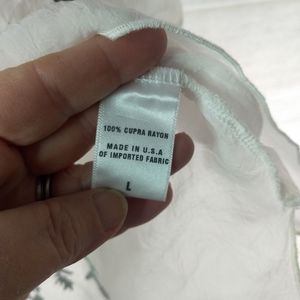 100% CUPRA RAYON
MADE IN U.S.A
OF IMPORTED FABRIC
L